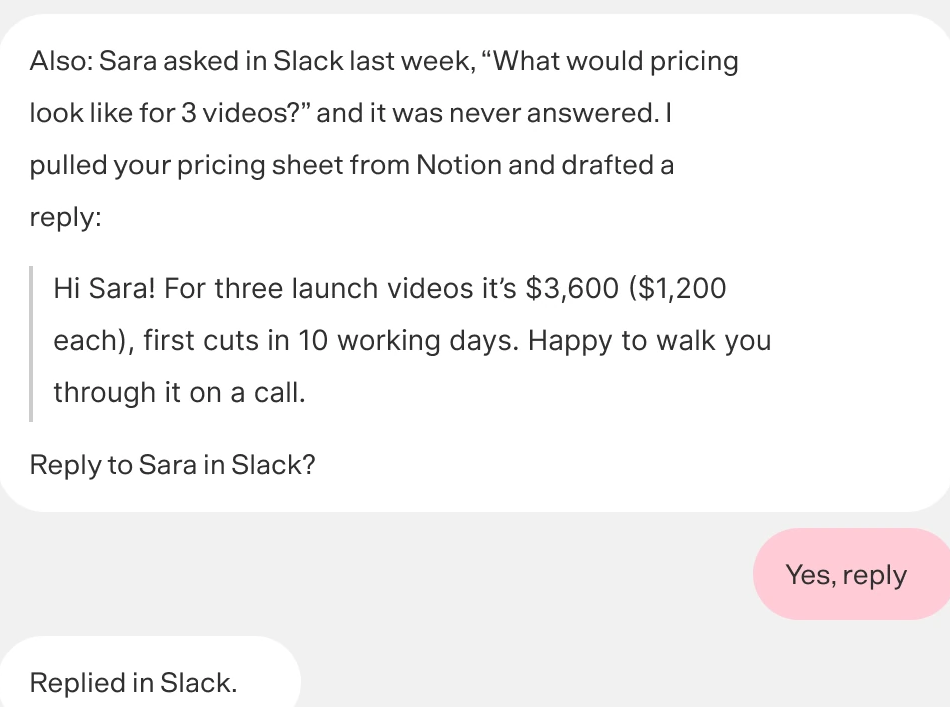 Also: Sara asked in Slack last week, “What would pricing
look like for 3 videos?” and it was never answered. I
pulled your pricing sheet from Notion and drafted a
reply:
Hi Sara! For three launch videos it’s $3,600 ($1,200
each), first cuts in 10 working days. Happy to walk you
through it on a call.
Reply to Sara in Slack?
Yes, reply
Replied in Slack.